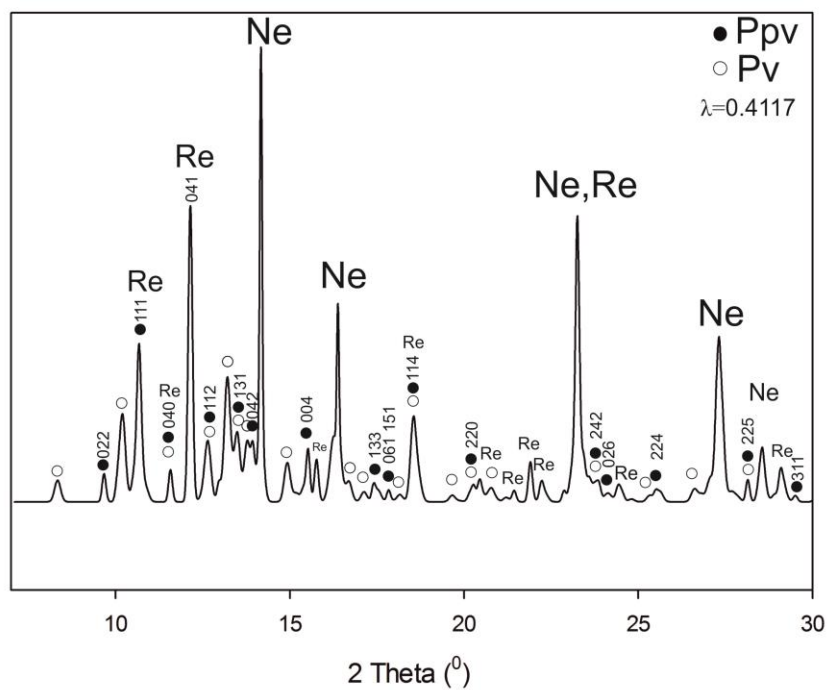 Ne
Ppv
Pv
λ=0.4117
Re
041
Ne,Re
Re
111
Ne
Ne
Re
114
Re
040
022
112
131
042
004
Re
133
061 151
220
Re
Re
Re
Re
242
026
Re
224
225
Ne
Re
311
10
15
20
25
30
2 Theta (⁰)